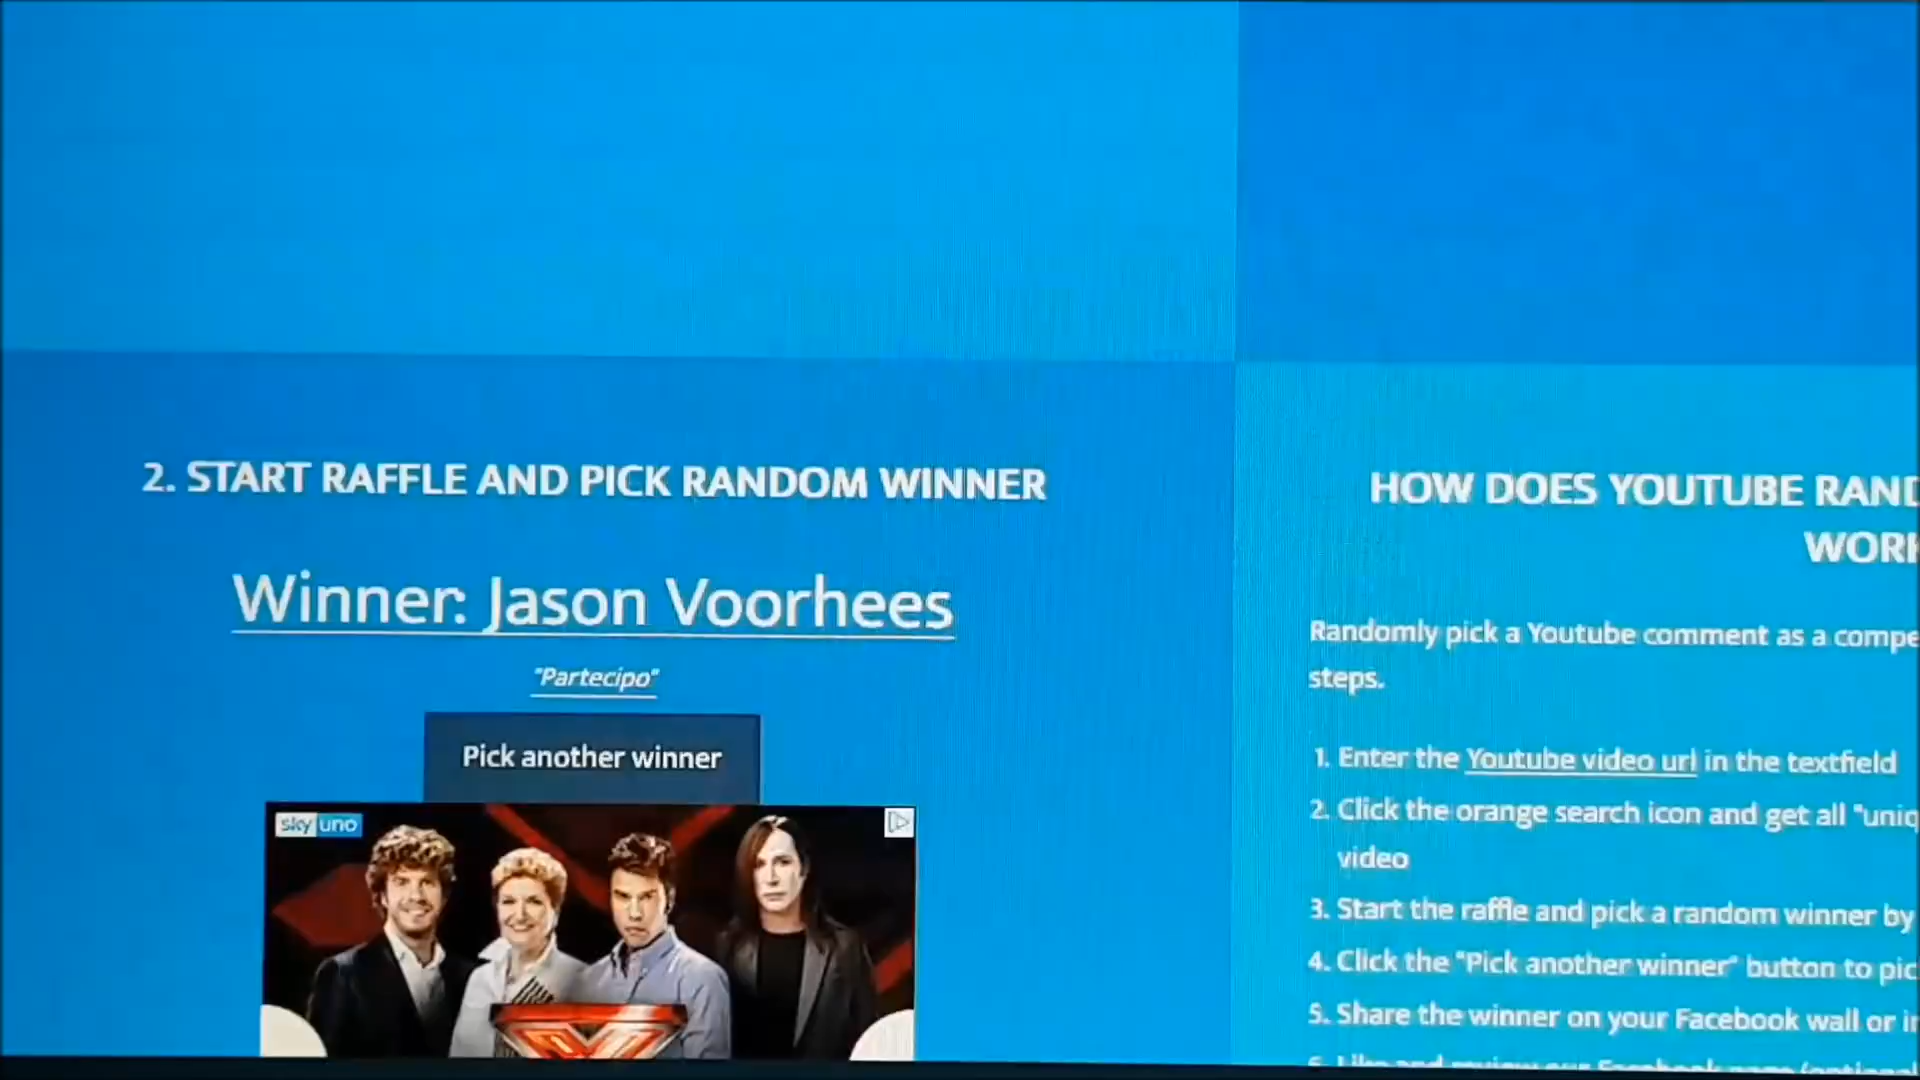 2. START RAFFLE AND PICK RANDOM WINNER
Winner: Jason Voorhees
"Partecipo"
Pick another winner
sky uno
HOW DOES YOUTUBE RAND
WORK
Randomly pick a Youtube comment as a compe
steps.
1. Enter the Youtube video url in the textfield
2. Click the orange search icon and get all "uniq
video
3. Start the raffle and pick a random winner by
4. Click the "Pick another winner" button to pic
5. Share the winner on your Facebook wall or in